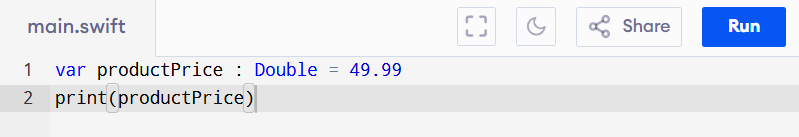 main.swift Share Run
1 var productPrice : Double = 49.99
2 print(productPrice)